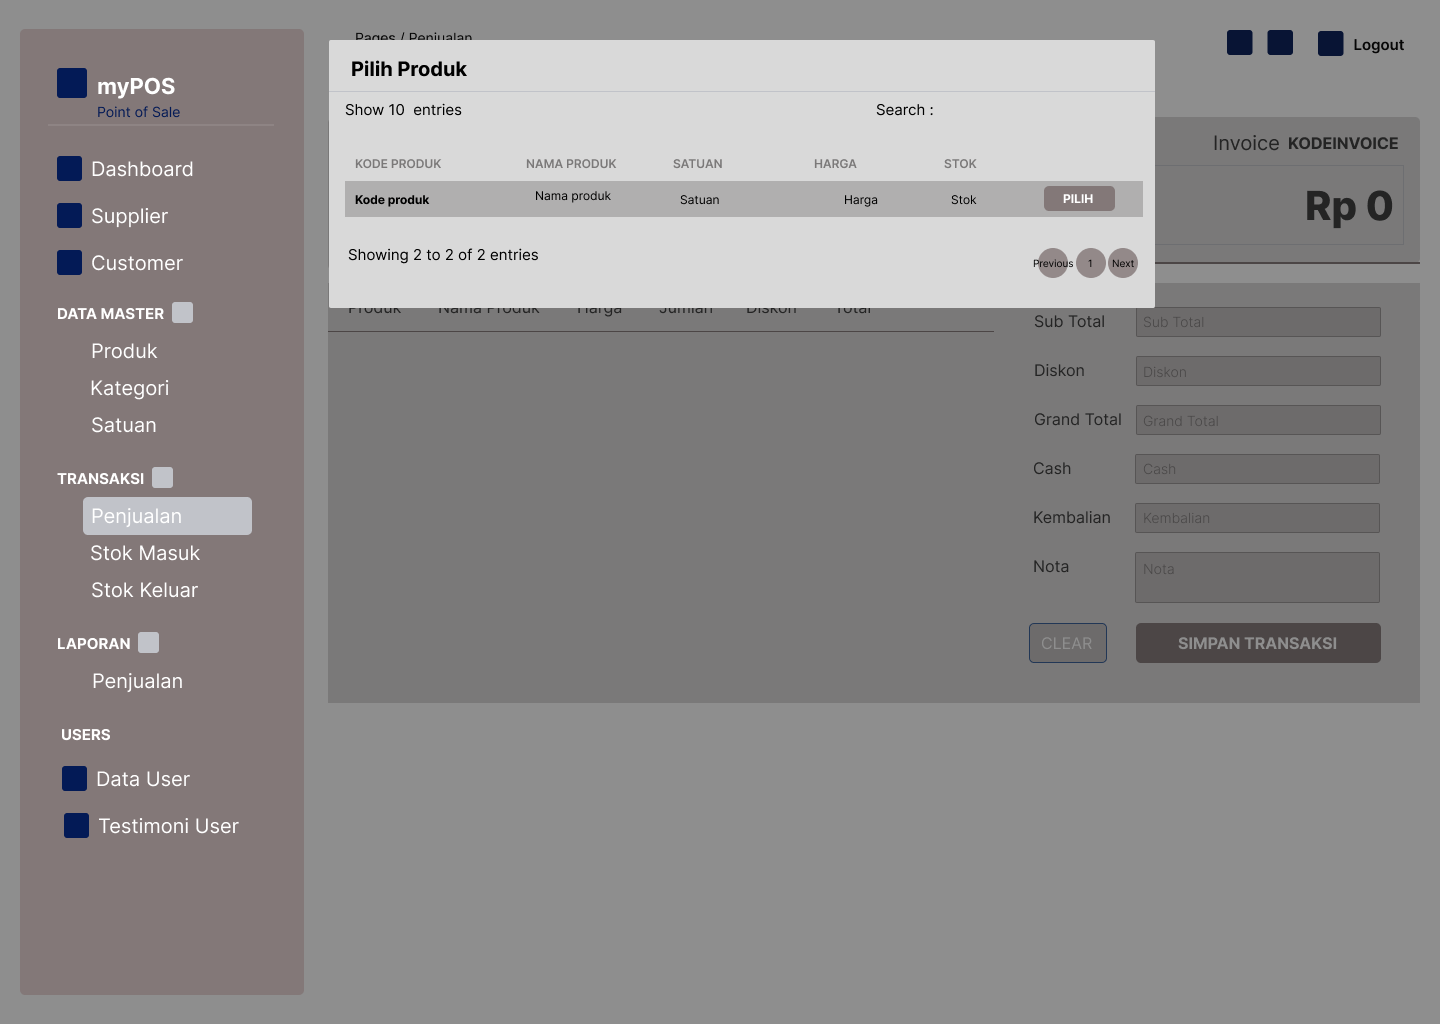 myPOS
Point of Sale
Dashboard
Supplier
Customer
DATA MASTER
Produk
Kategori
Satuan
TRANSAKSI
Penjualan
Stok Masuk
Stok Keluar
LAPORAN
Penjualan
USERS
Data User
Testimoni User
Pages / Penjualan
Logout
Pilih Produk
Show 10 entries
Search :
KODE PRODUK NAMA PRODUK SATUAN HARGA STOK
Kode produk Nama produk Satuan Harga Stok PILIH
Showing 2 to 2 of 2 entries
Previous 1 Next
Invoice KODEINVOICE
Rp 0
Produk Nama Produk Harga Jumlah Diskon Total
Sub Total Sub Total
Diskon Diskon
Grand Total Grand Total
Cash Cash
Kembalian Kembalian
Nota Nota
CLEAR SIMPAN TRANSAKSI